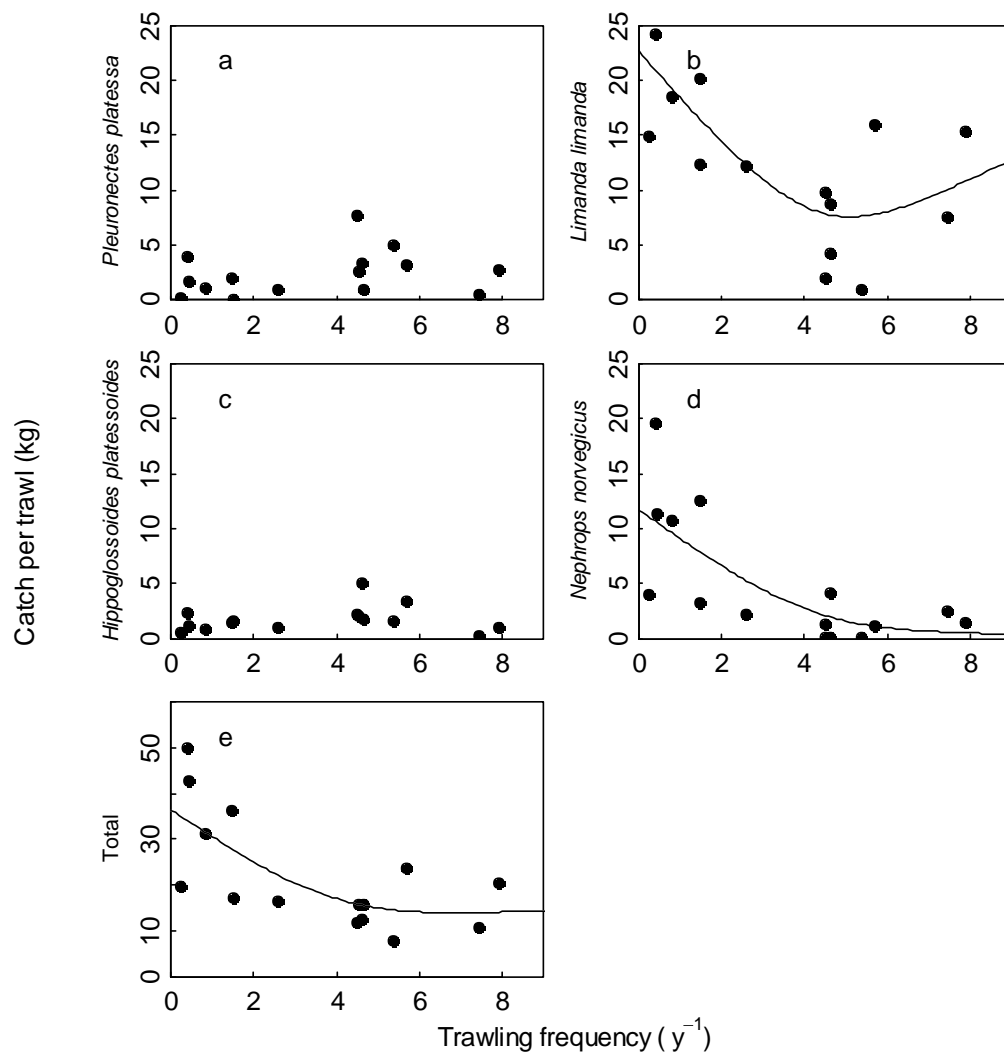 a
Pleuronectes platessa
0 5 10 15 20 25
0 2 4 6 8
b
Limanda limanda
0 5 10 15 20 25
0 2 4 6 8
c
Hippoglossoides platessoides
0 5 10 15 20 25
0 2 4 6 8
d
Nephrops norvegicus
0 5 10 15 20 25
0 2 4 6 8
e
Total
0 10 30 50
0 2 4 6 8
Catch per trawl (kg)
Trawling frequency ( y⁻¹)